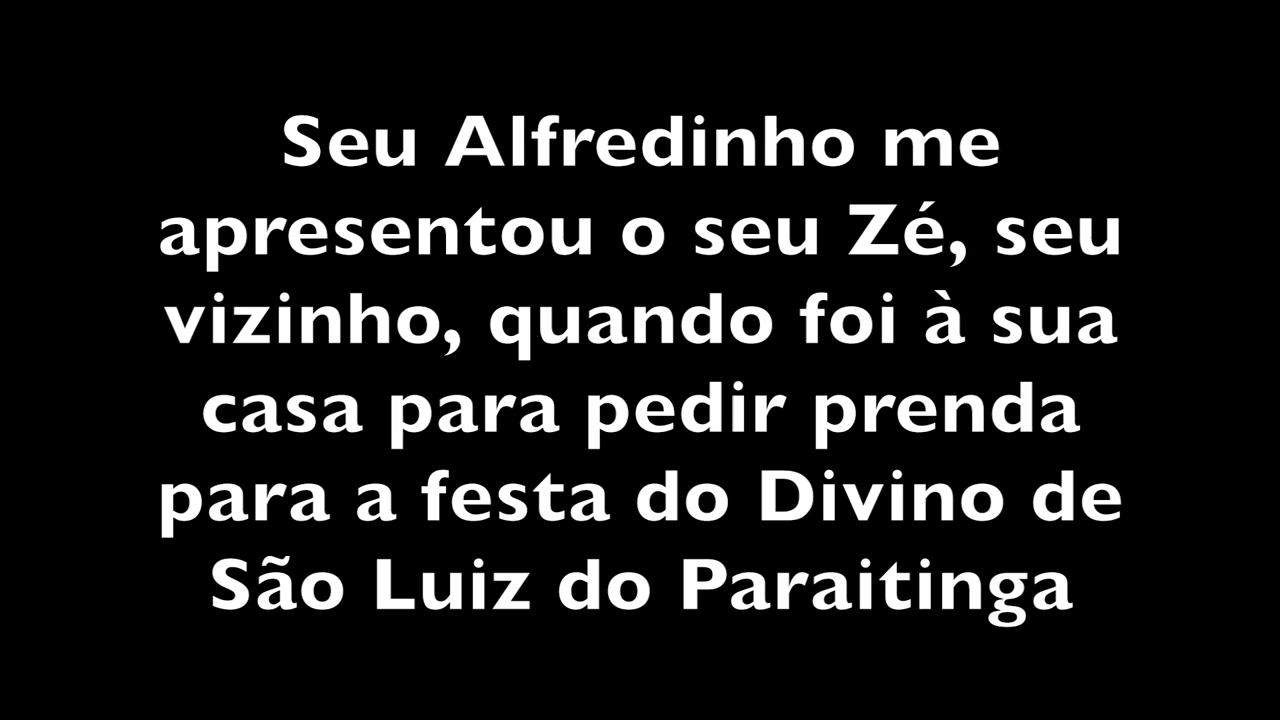 Seu Alfredinho me
apresentou o seu Zé, seu
vizinho, quando foi à sua
casa para pedir prenda
para a festa do Divino de
São Luiz do Paraitinga